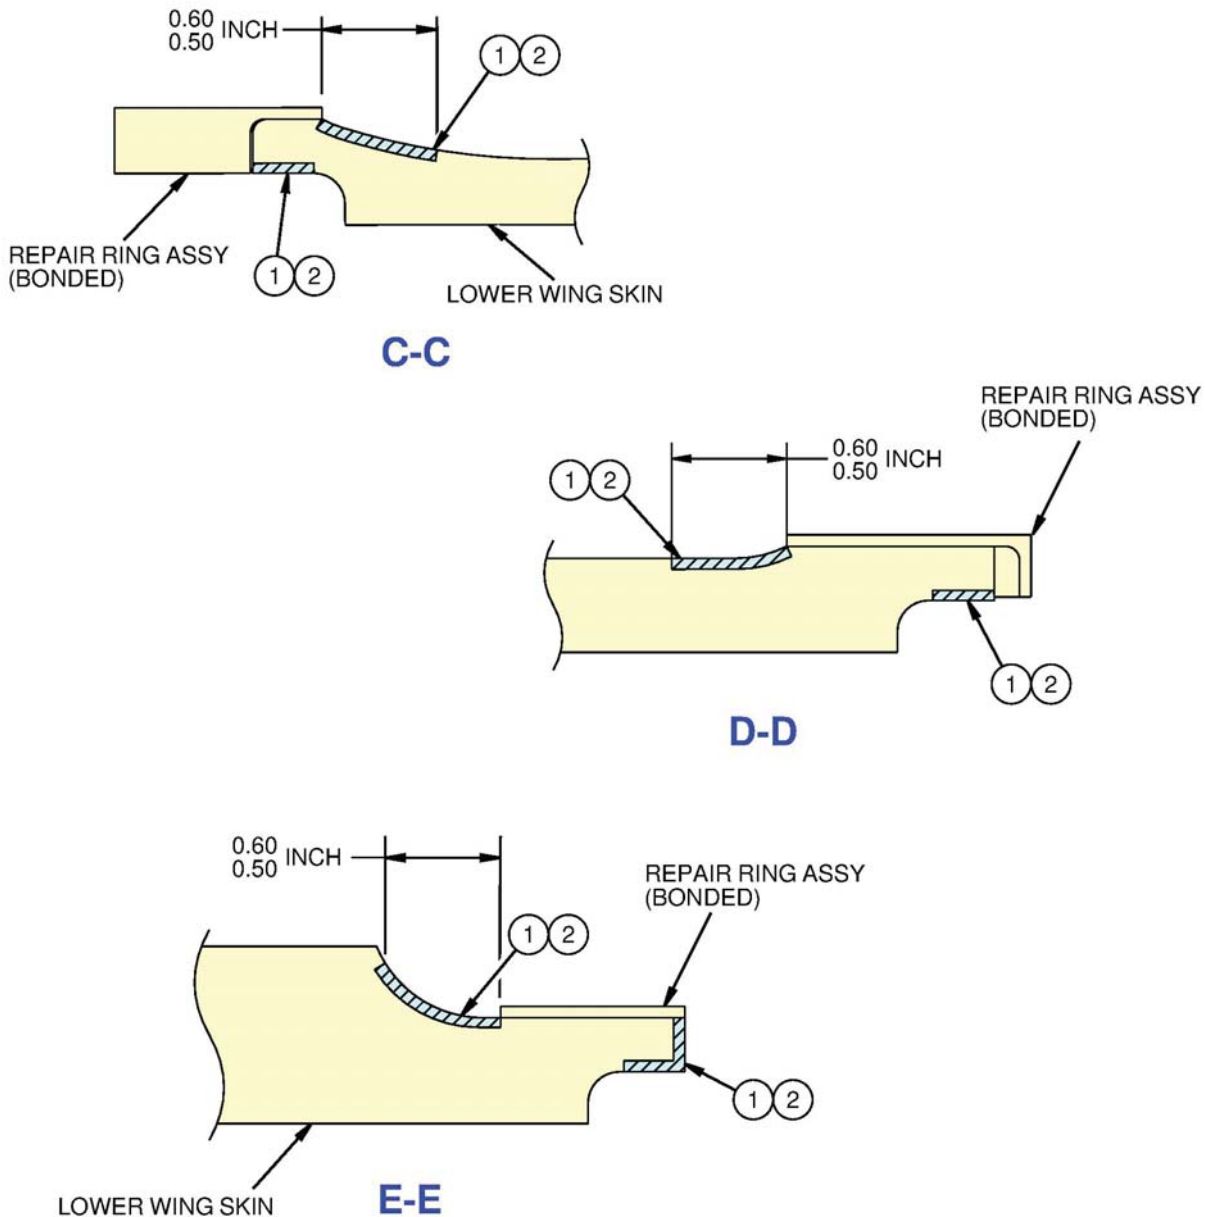 0.60
0.50 INCH
1 2
REPAIR RING ASSY
(BONDED)
1 2
LOWER WING SKIN
C-C
REPAIR RING ASSY
(BONDED)
0.60
0.50 INCH
1 2
1 2
D-D
0.60
0.50 INCH
REPAIR RING ASSY
(BONDED)
1 2
1 2
LOWER WING SKIN
E-E